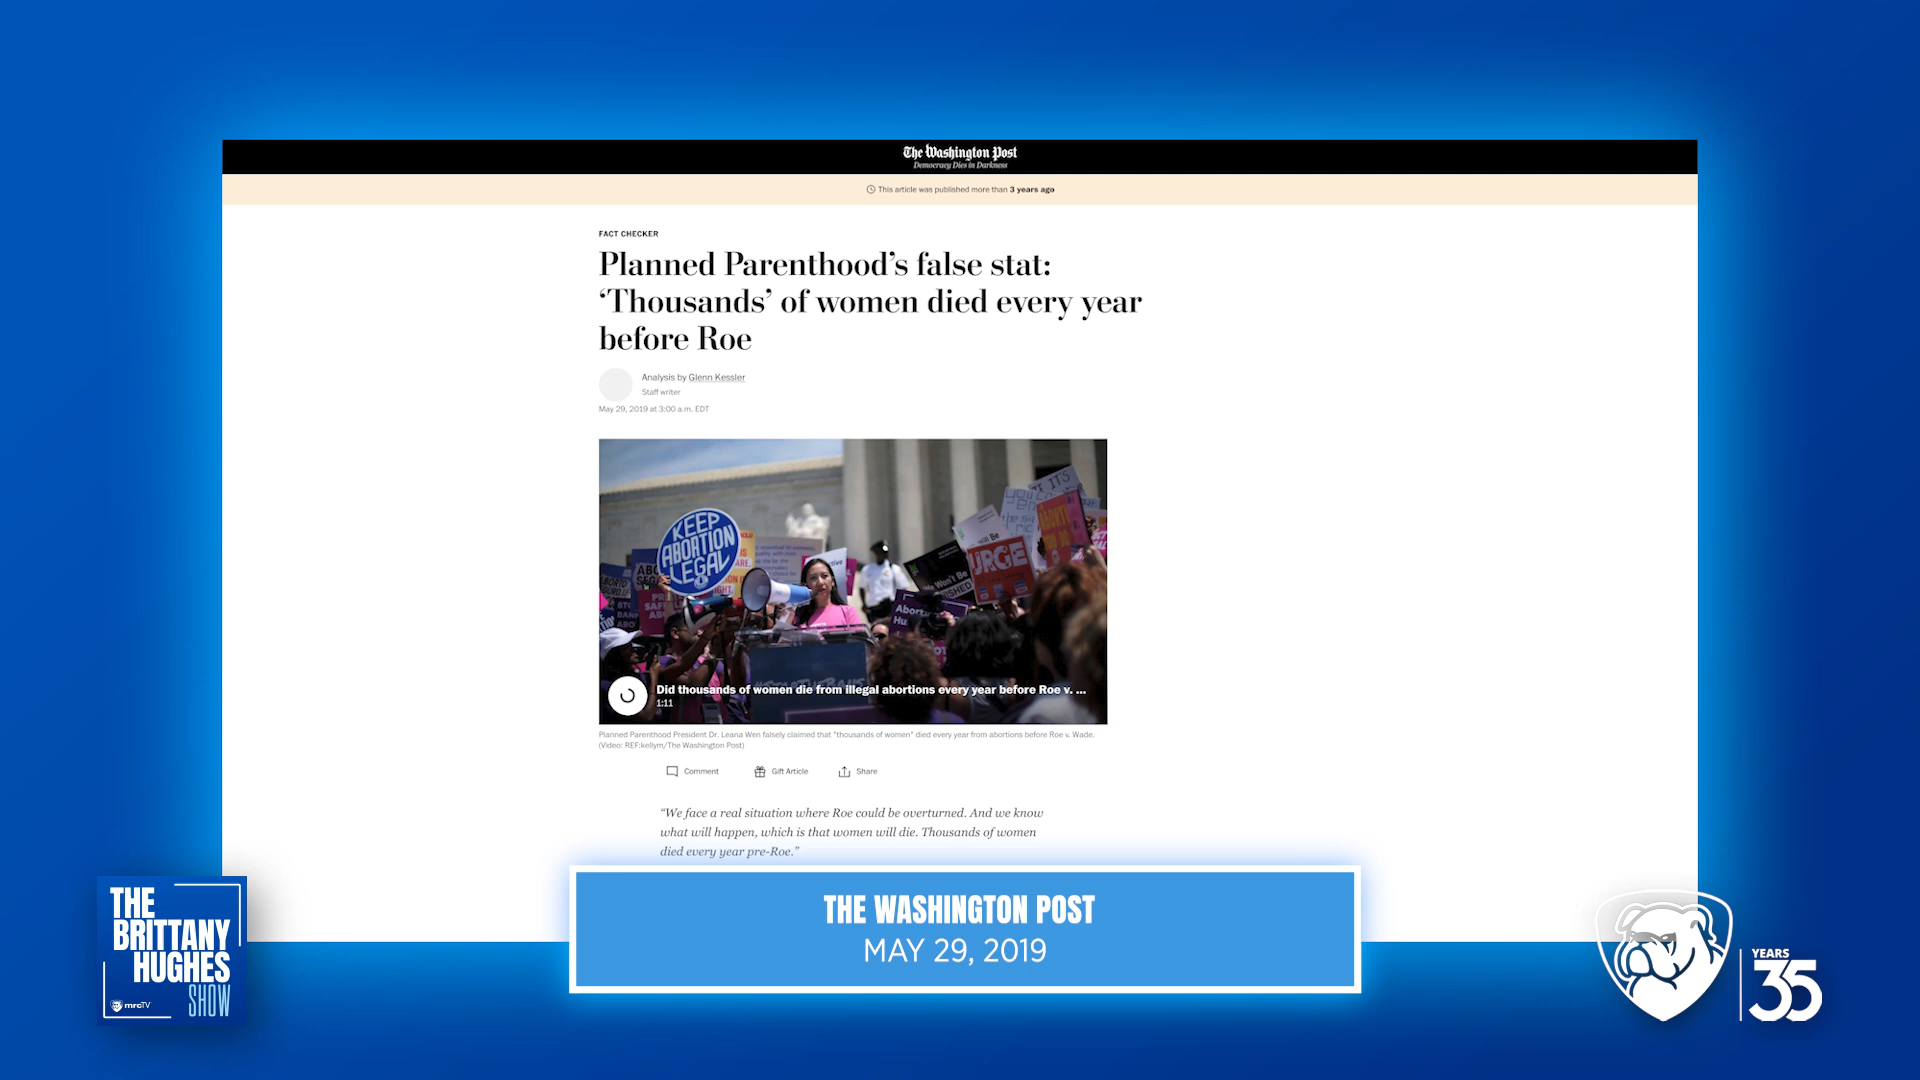 The Washington Post
Democracy Dies in Darkness
This article was published more than 3 years ago
FACT CHECKER
Planned Parenthood's false stat:
'Thousands' of women died every year
before Roe
Analysis by Glenn Kessler
Staff writer
May 29, 2019 at 3:00 a.m. EDT
KEEP
ABORTION
LEGAL
URGE
Did thousands of women die from illegal abortions every year before Roe v. ...
1:11
Planned Parenthood President Dr. Leana Wen falsely claimed that "thousands of women" died every year from abortions before Roe v. Wade.
(Video: REF:kellym/The Washington Post)
Comment
Gift Article
Share
“We face a real situation where Roe could be overturned. And we know
what will happen, which is that women will die. Thousands of women
died every year pre-Roe.”
THE WASHINGTON POST
MAY 29, 2019
THE
BRITTANY
HUGHES
SHOW
mrcTV
YEARS
35